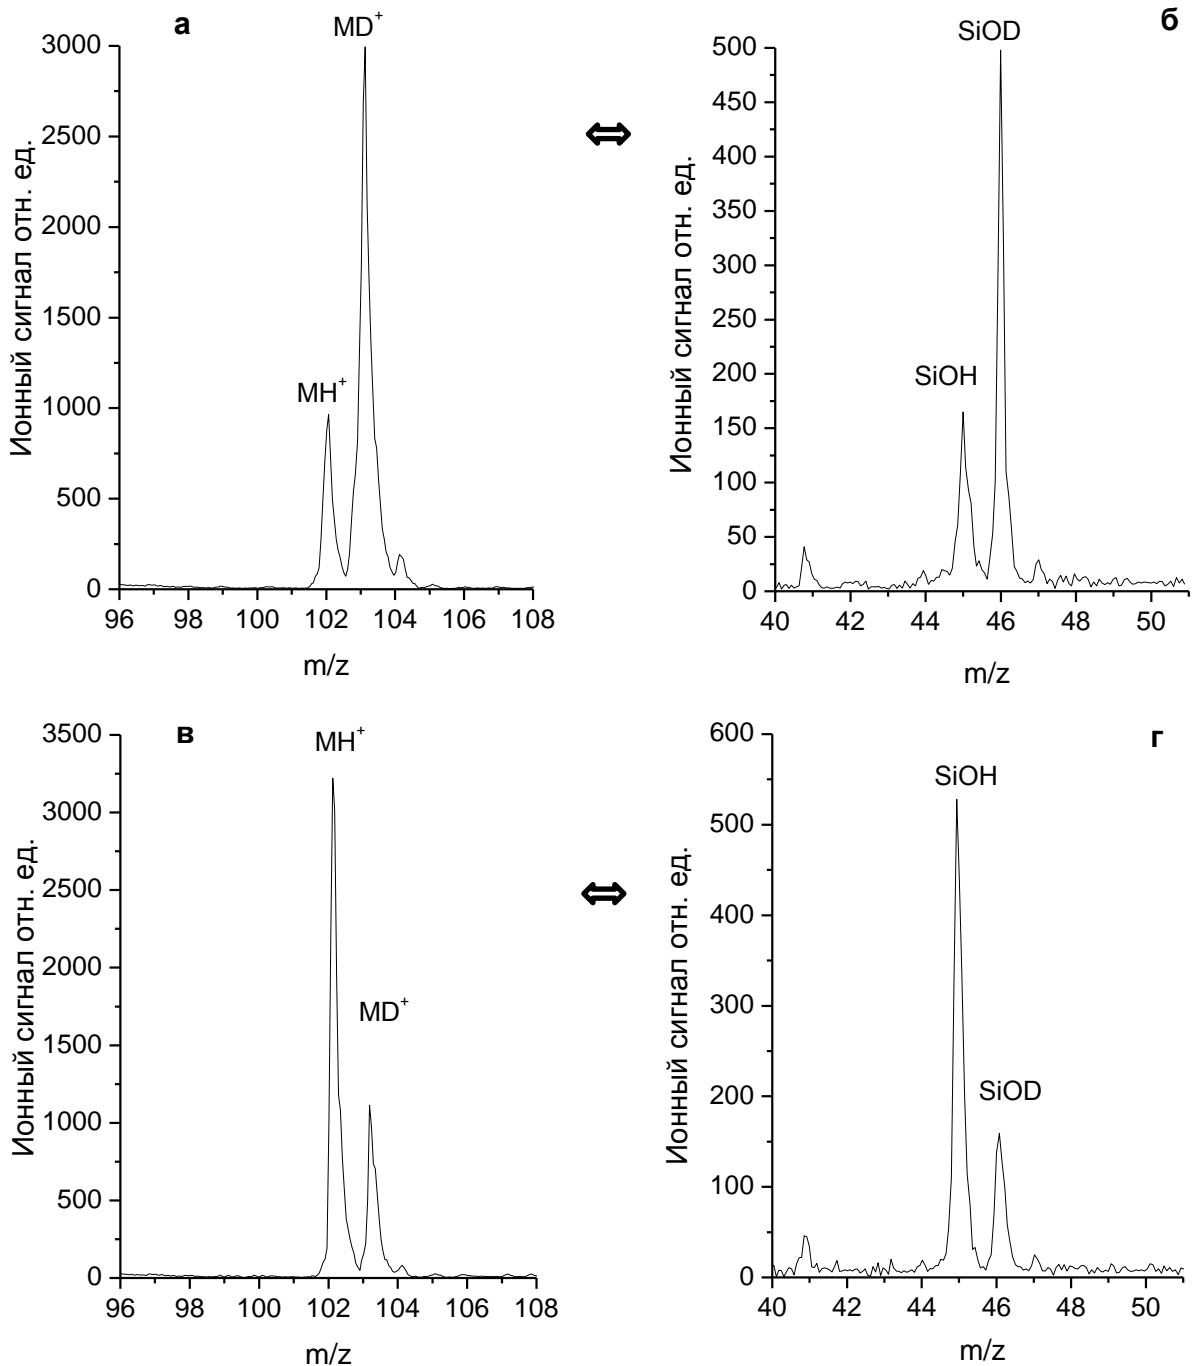 а
MD⁺
MH⁺
Ионный сигнал отн. ед.
3000
2500
2000
1500
1000
500
0
96 98 100 102 104 106 108
m/z
б
SiOD
SiOH
Ионный сигнал отн. ед.
500
450
400
350
300
250
200
150
100
50
0
40 42 44 46 48 50
m/z
в
MH⁺
MD⁺
Ионный сигнал отн. ед.
3500
3000
2500
2000
1500
1000
500
0
96 98 100 102 104 106 108
m/z
г
SiOH
SiOD
Ионный сигнал отн. ед.
600
500
400
300
200
100
0
40 42 44 46 48 50
m/z